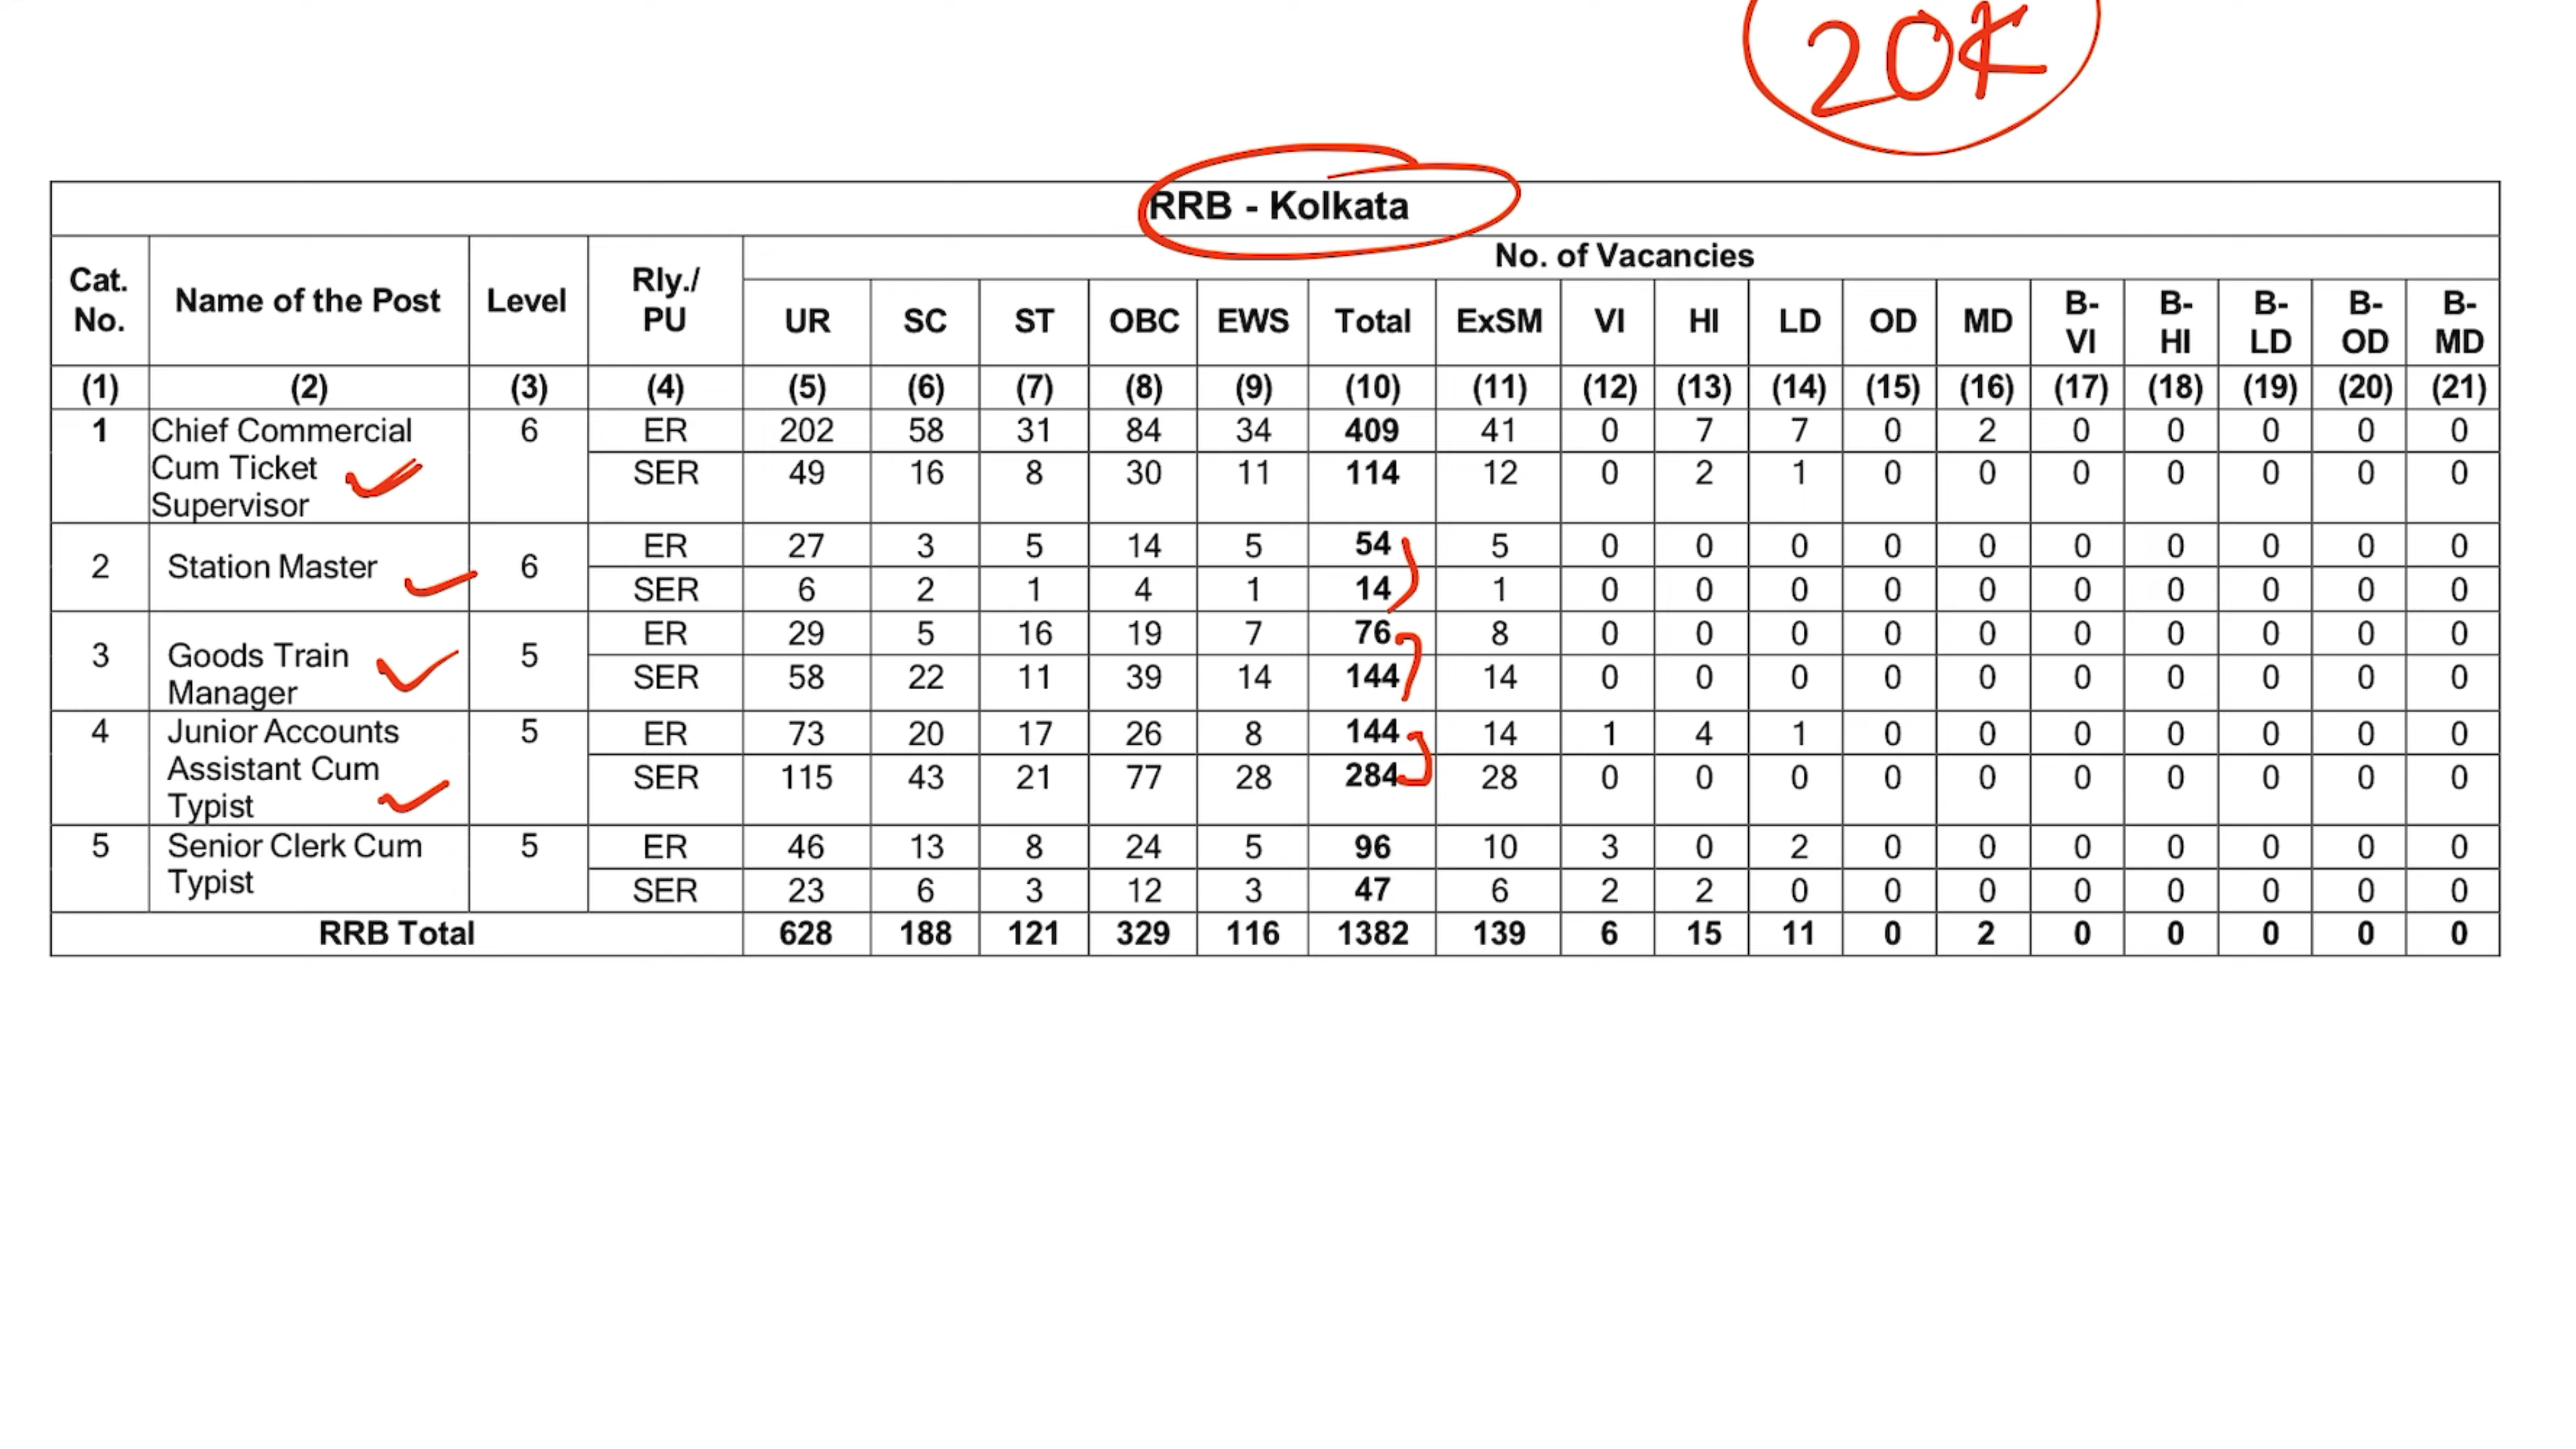 20K
RRB - Kolkata
Cat. No. Name of the Post Level Rly./ PU No. of Vacancies
UR SC ST OBC EWS Total ExSM VI HI LD OD MD B-VI B-HI B-LD B-OD B-MD
(1) (2) (3) (4) (5) (6) (7) (8) (9) (10) (11) (12) (13) (14) (15) (16) (17) (18) (19) (20) (21)
1 Chief Commercial Cum Ticket Supervisor 6 ER 202 58 31 84 34 409 41 0 7 7 0 2 0 0 0 0 0
SER 49 16 8 30 11 114 12 0 2 1 0 0 0 0 0 0 0
2 Station Master 6 ER 27 3 5 14 5 54 5 0 0 0 0 0 0 0 0 0 0
SER 6 2 1 4 1 14 1 0 0 0 0 0 0 0 0 0 0
3 Goods Train Manager 5 ER 29 5 16 19 7 76 8 0 0 0 0 0 0 0 0 0 0
SER 58 22 11 39 14 144 14 0 0 0 0 0 0 0 0 0 0
4 Junior Accounts Assistant Cum Typist 5 ER 73 20 17 26 8 144 14 1 4 1 0 0 0 0 0 0 0
SER 115 43 21 77 28 284 28 0 0 0 0 0 0 0 0 0 0
5 Senior Clerk Cum Typist 5 ER 46 13 8 24 5 96 10 3 0 2 0 0 0 0 0 0 0
SER 23 6 3 12 3 47 6 2 2 0 0 0 0 0 0 0 0
RRB Total 628 188 121 329 116 1382 139 6 15 11 0 2 0 0 0 0 0